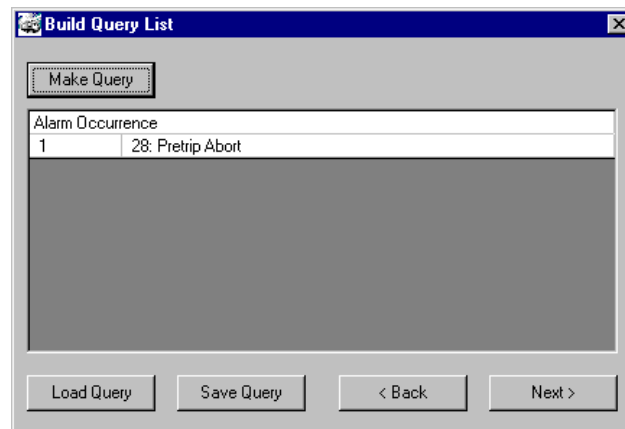 Build Query List
Make Query
Alarm Occurrence
1 28: Pretrip Abort
Load Query Save Query < Back Next >